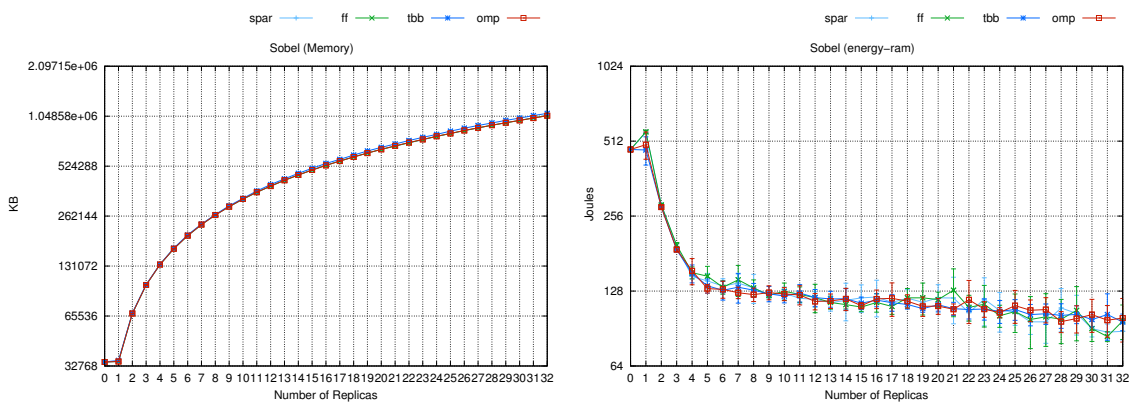 spar ff tbb omp
Sobel (Memory)
2.09715e+06
1.04858e+06
524288
262144
131072
65536
32768
KB
0 1 2 3 4 5 6 7 8 9 10 11 12 13 14 15 16 17 18 19 20 21 22 23 24 25 26 27 28 29 30 31 32
Number of Replicas
spar ff tbb omp
Sobel (energy-ram)
1024
512
256
128
64
Joules
0 1 2 3 4 5 6 7 8 9 10 11 12 13 14 15 16 17 18 19 20 21 22 23 24 25 26 27 28 29 30 31 32
Number of Replicas